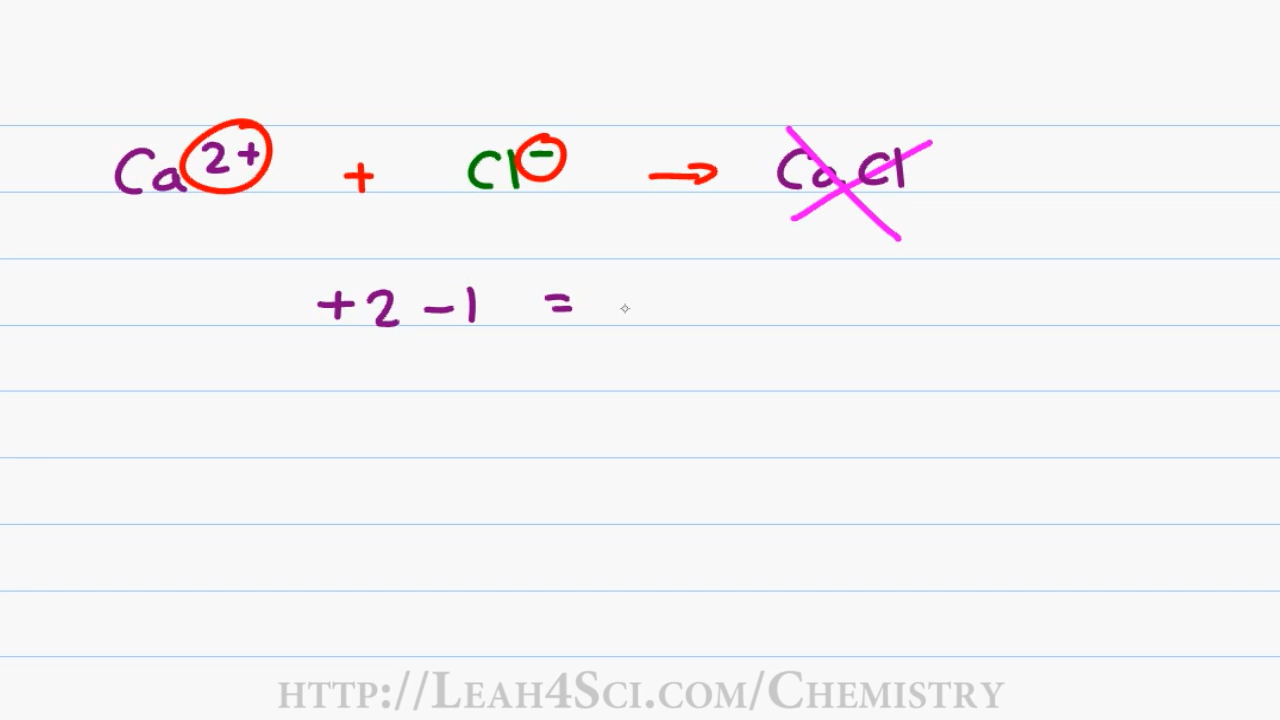 Ca²⁺ + Cl⁻ → CaCl
+2 -1 =
HTTP://LEAH4SCI.COM/CHEMISTRY